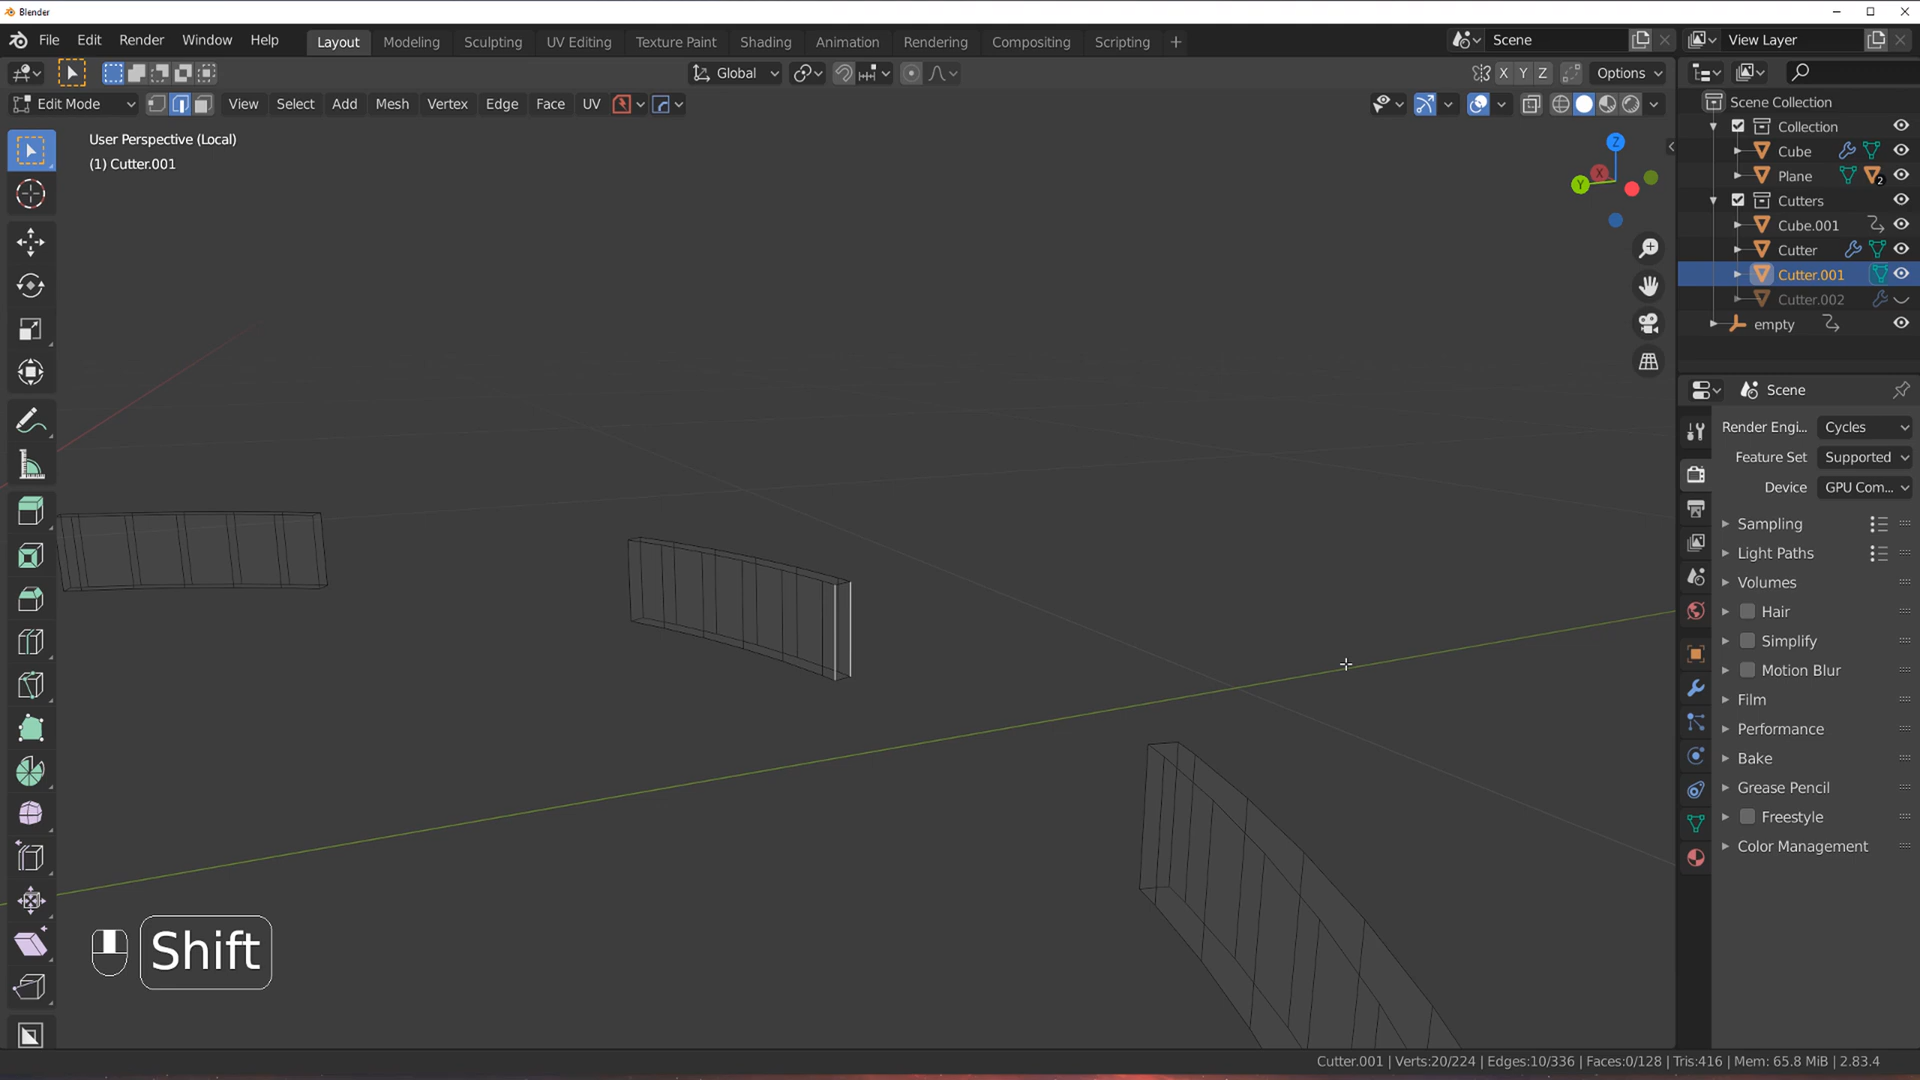 Blender
File Edit Render Window Help Layout Modeling Sculpting UV Editing Texture Paint Shading Animation Rendering Compositing Scripting + Scene View Layer
Global X Y Z Options
Edit Mode View Select Add Mesh Vertex Edge Face UV
User Perspective (Local)
(1) Cutter.001
Z
X
Y
Scene Collection
Collection
Cube
Plane 2
Cutters
Cube.001
Cutter
Cutter.001
Cutter.002
empty
Scene
Render Engi... Cycles
Feature Set Supported
Device GPU Com...
Sampling
Light Paths
Volumes
Hair
Simplify
Motion Blur
Film
Performance
Bake
Grease Pencil
Freestyle
Color Management
Shift
Cutter.001 | Verts:20/224 | Edges:10/336 | Faces:0/128 | Tris:416 | Mem: 65.8 MiB | 2.83.4